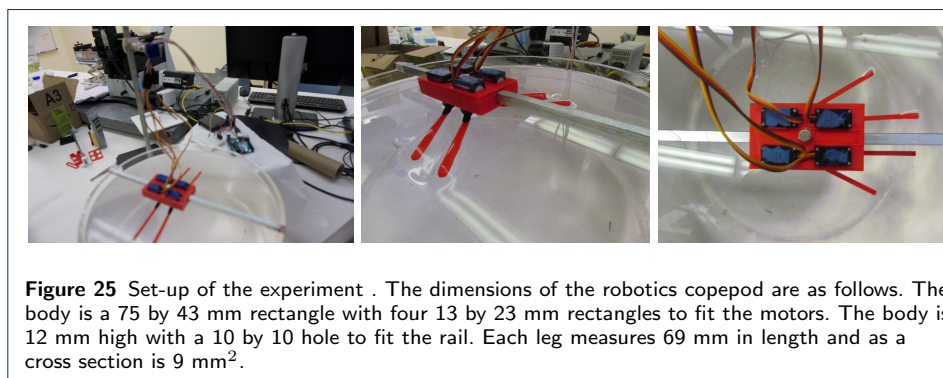 A3
Figure 25 Set-up of the experiment . The dimensions of the robotics copepod are as follows. The
body is a 75 by 43 mm rectangle with four 13 by 23 mm rectangles to fit the motors. The body is
12 mm high with a 10 by 10 hole to fit the rail. Each leg measures 69 mm in length and as a
cross section is 9 mm².